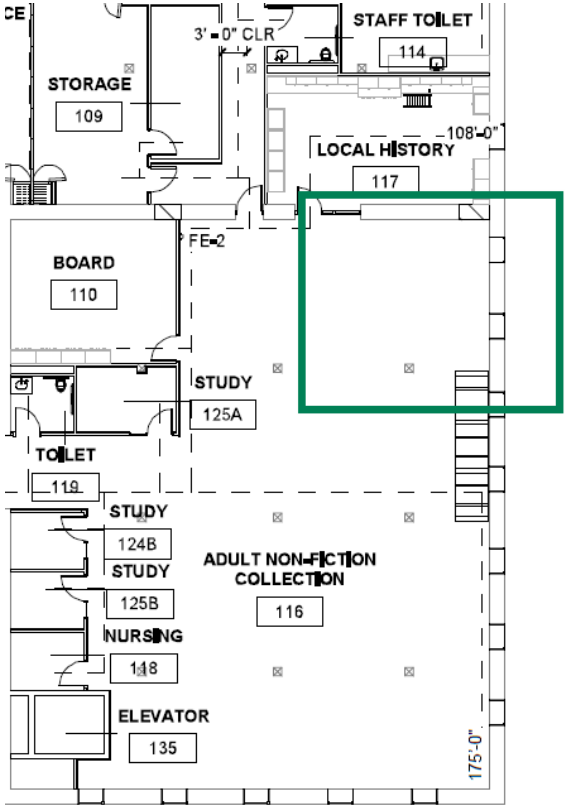 CE
3' - 0" CLR
STAFF TOILET
114
STORAGE
109
108'-0"
LOCAL HISTORY
117
FE-2
BOARD
110
STUDY
125A
TOILET
119
STUDY
124B
STUDY
125B
ADULT NON-FICTION
COLLECTION
116
NURSING
118
ELEVATOR
135
175'-0"